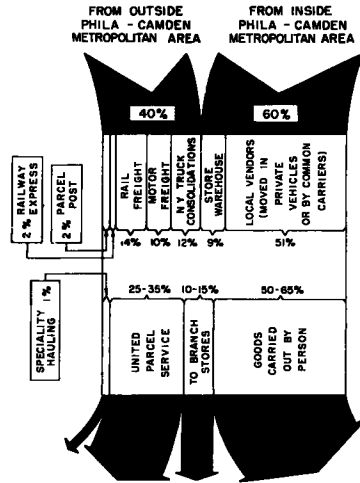 FROM OUTSIDE
PHILA - CAMDEN
METROPOLITAN AREA
FROM INSIDE
PHILA - CAMDEN
METROPOLITAN AREA
40%
60%
RAILWAY
EXPRESS
2%
PARCEL
POST
2%
RAIL
FREIGHT
MOTOR
FREIGHT
N Y TRUCK
CONSOLIDATIONS
STORE
WAREHOUSE
LOCAL VENDORS
(MOVED IN
PRIVATE
VEHICLES
OR BY COMMON
CARRIERS)
14%
10%
12%
9%
51%
SPECIALITY 1%
HAULING
25-35%
10-15%
50-65%
UNITED
PARCEL
SERVICE
TO BRANCH
STORES
GOODS
CARRIED
OUT BY
PERSON